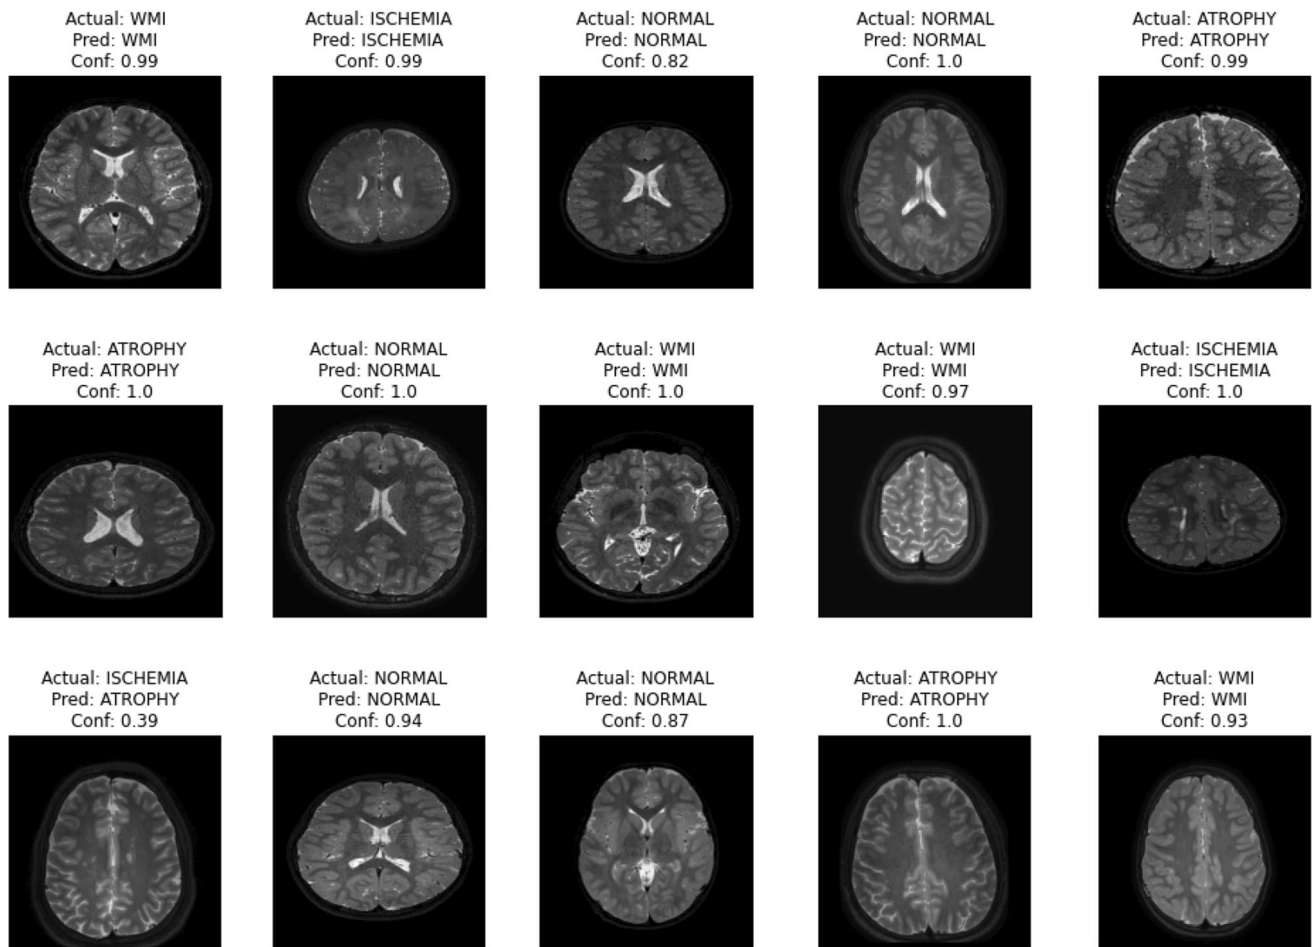 Actual: WMI
Pred: WMI
Conf: 0.99
Actual: ISCHEMIA
Pred: ISCHEMIA
Conf: 0.99
Actual: NORMAL
Pred: NORMAL
Conf: 0.82
Actual: NORMAL
Pred: NORMAL
Conf: 1.0
Actual: ATROPHY
Pred: ATROPHY
Conf: 0.99
Actual: ATROPHY
Pred: ATROPHY
Conf: 1.0
Actual: NORMAL
Pred: NORMAL
Conf: 1.0
Actual: WMI
Pred: WMI
Conf: 1.0
Actual: WMI
Pred: WMI
Conf: 0.97
Actual: ISCHEMIA
Pred: ISCHEMIA
Conf: 1.0
Actual: ISCHEMIA
Pred: ATROPHY
Conf: 0.39
Actual: NORMAL
Pred: NORMAL
Conf: 0.94
Actual: NORMAL
Pred: NORMAL
Conf: 0.87
Actual: ATROPHY
Pred: ATROPHY
Conf: 1.0
Actual: WMI
Pred: WMI
Conf: 0.93